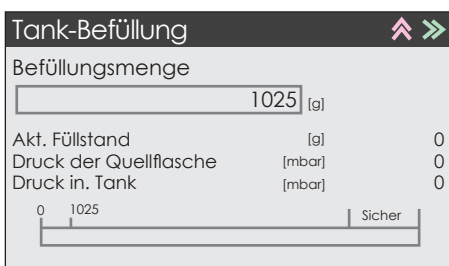 Tank-Befüllung
Befüllungsmenge
1025 [g]
Akt. Füllstand [g] 0
Druck der Quellflasche [mbar] 0
Druck in. Tank [mbar] 0
0 1025 Sicher